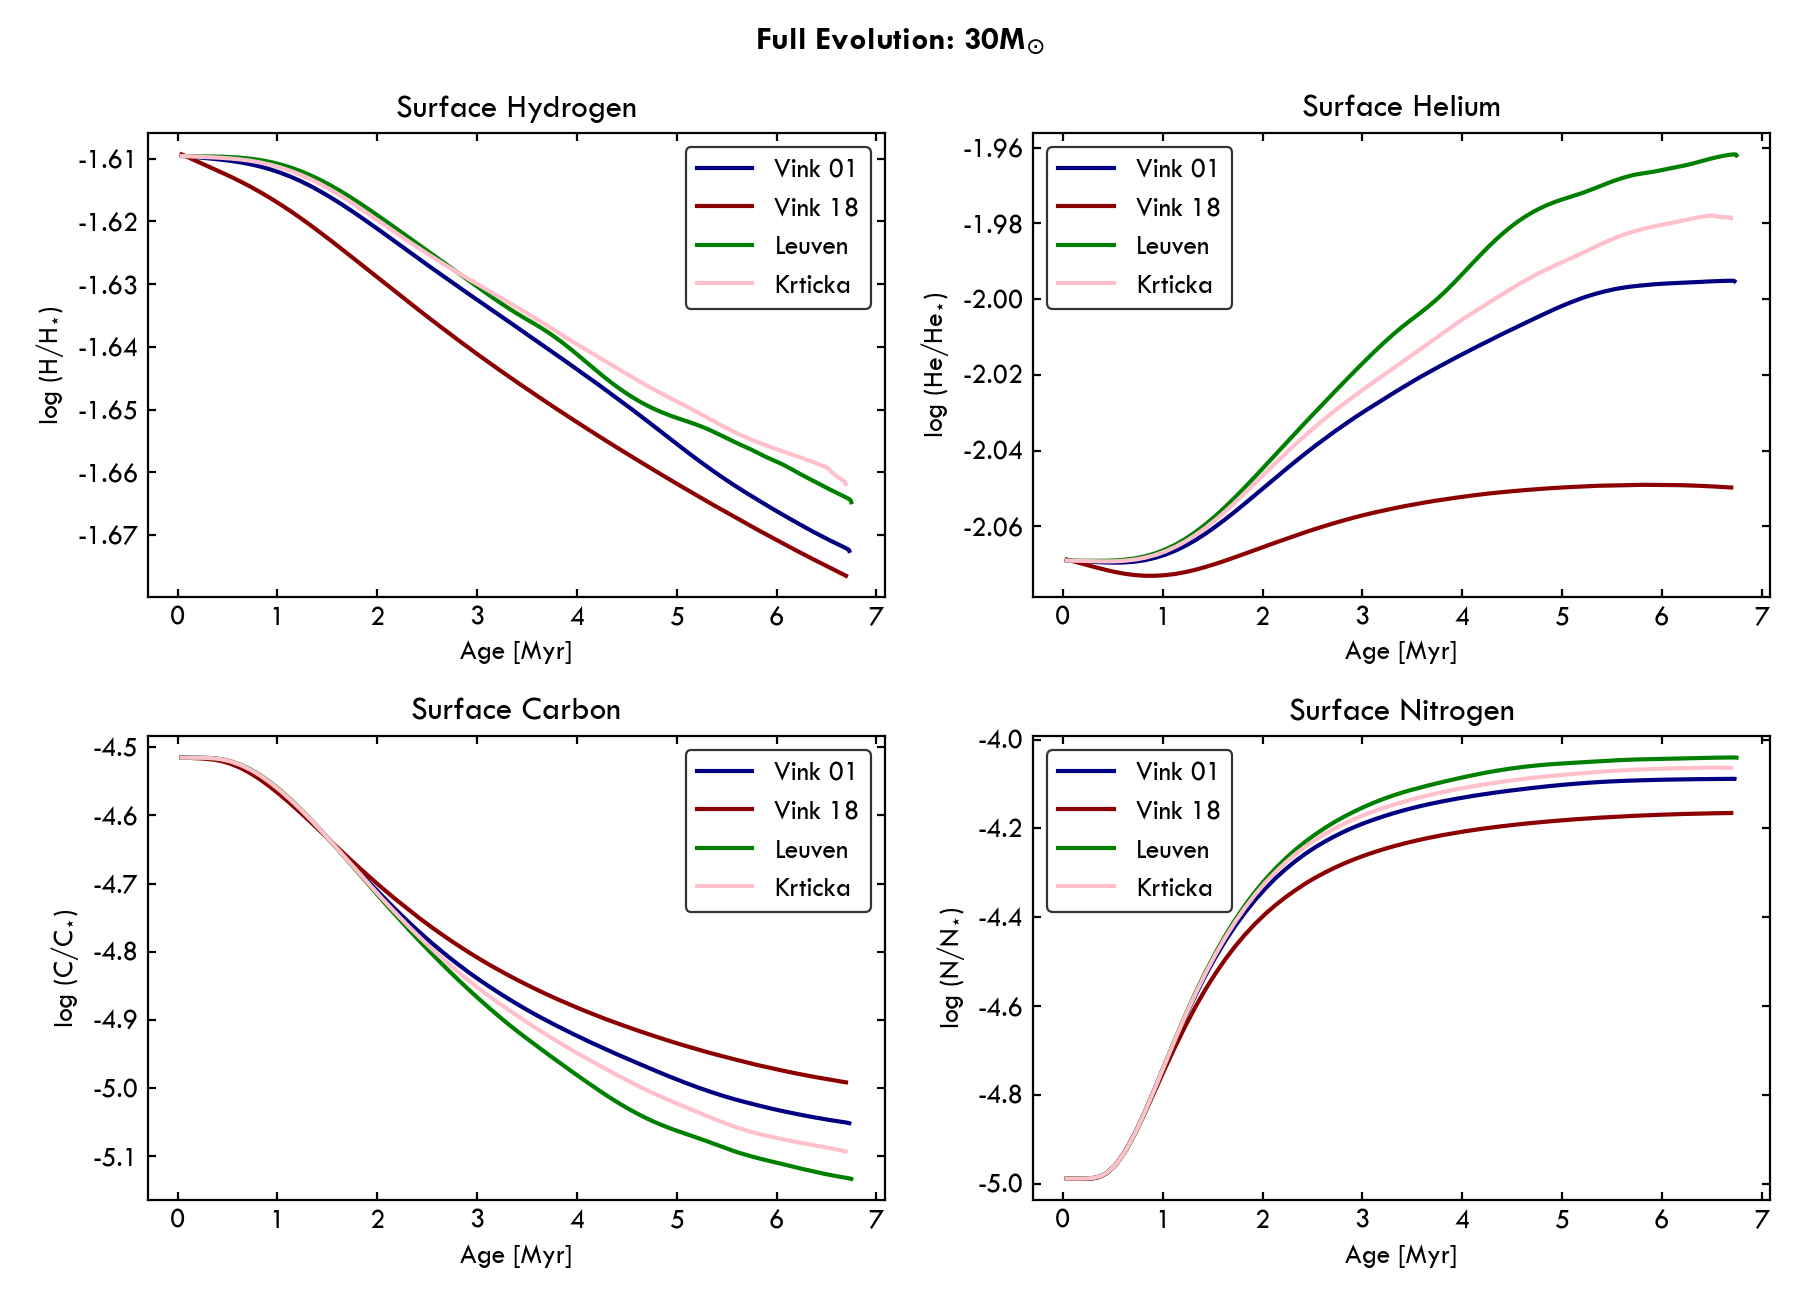 Full Evolution: 30M☉
Surface Hydrogen
-1.61
-1.62
-1.63
-1.64
-1.65
-1.66
-1.67
log (H/H⋆)
0 1 2 3 4 5 6 7
Age [Myr]
Vink 01
Vink 18
Leuven
Krticka
Surface Helium
-1.96
-1.98
-2.00
-2.02
-2.04
-2.06
log (He/He⋆)
0 1 2 3 4 5 6 7
Age [Myr]
Vink 01
Vink 18
Leuven
Krticka
Surface Carbon
-4.5
-4.6
-4.7
-4.8
-4.9
-5.0
-5.1
log (C/C⋆)
0 1 2 3 4 5 6 7
Age [Myr]
Vink 01
Vink 18
Leuven
Krticka
Surface Nitrogen
-4.0
-4.2
-4.4
-4.6
-4.8
-5.0
log (N/N⋆)
0 1 2 3 4 5 6 7
Age [Myr]
Vink 01
Vink 18
Leuven
Krticka